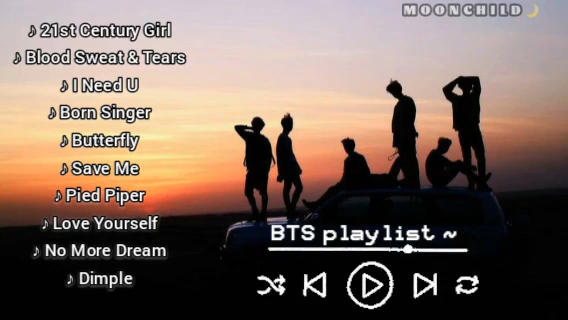 MOONCHILD🌙
♪ 21st Century Girl
♪ Blood Sweat & Tears
♪ I Need U
♪ Born Singer
♪ Butterfly
♪ Save Me
♪ Pied Piper
♪ Love Yourself
♪ No More Dream
♪ Dimple
BTS playlist ~